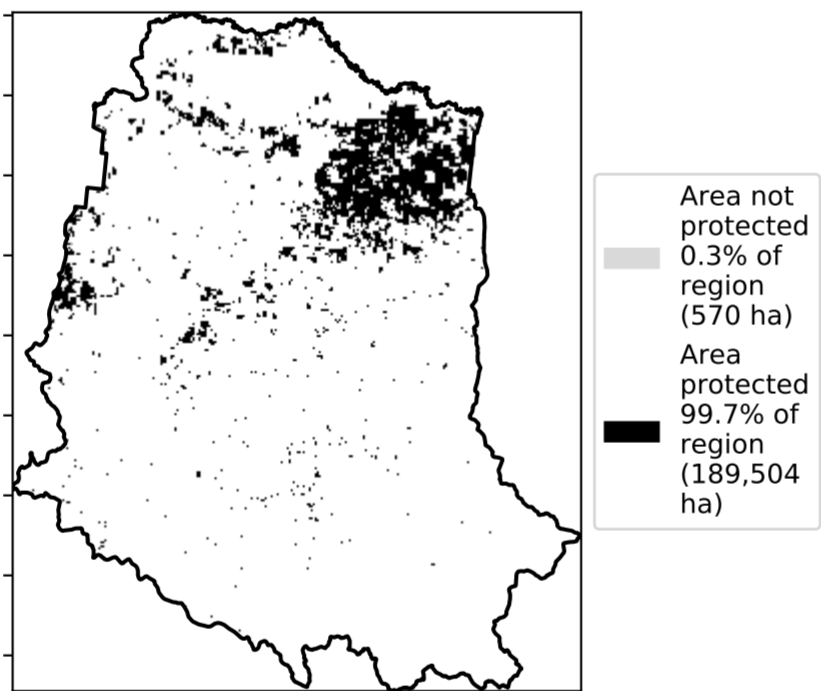 Area not
protected
0.3% of
region
(570 ha)
Area
protected
99.7% of
region
(189,504
ha)